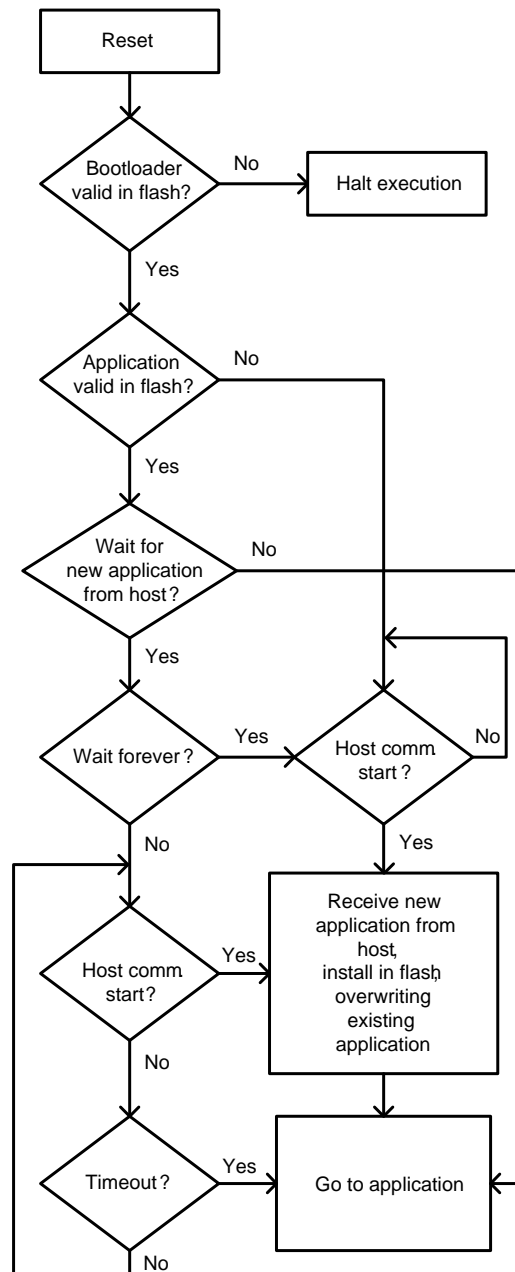 Reset
Bootloader
valid in flash?
No
Halt execution
Yes
Application
valid in flash?
No
Yes
Wait for
new application
from host?
No
Yes
Wait forever?
Yes
Host comm.
start?
No
No
Yes
Host comm.
start?
Yes
Receive new
application from
host,
install in flash,
overwriting
existing
application
No
Timeout?
Yes
Go to application
No